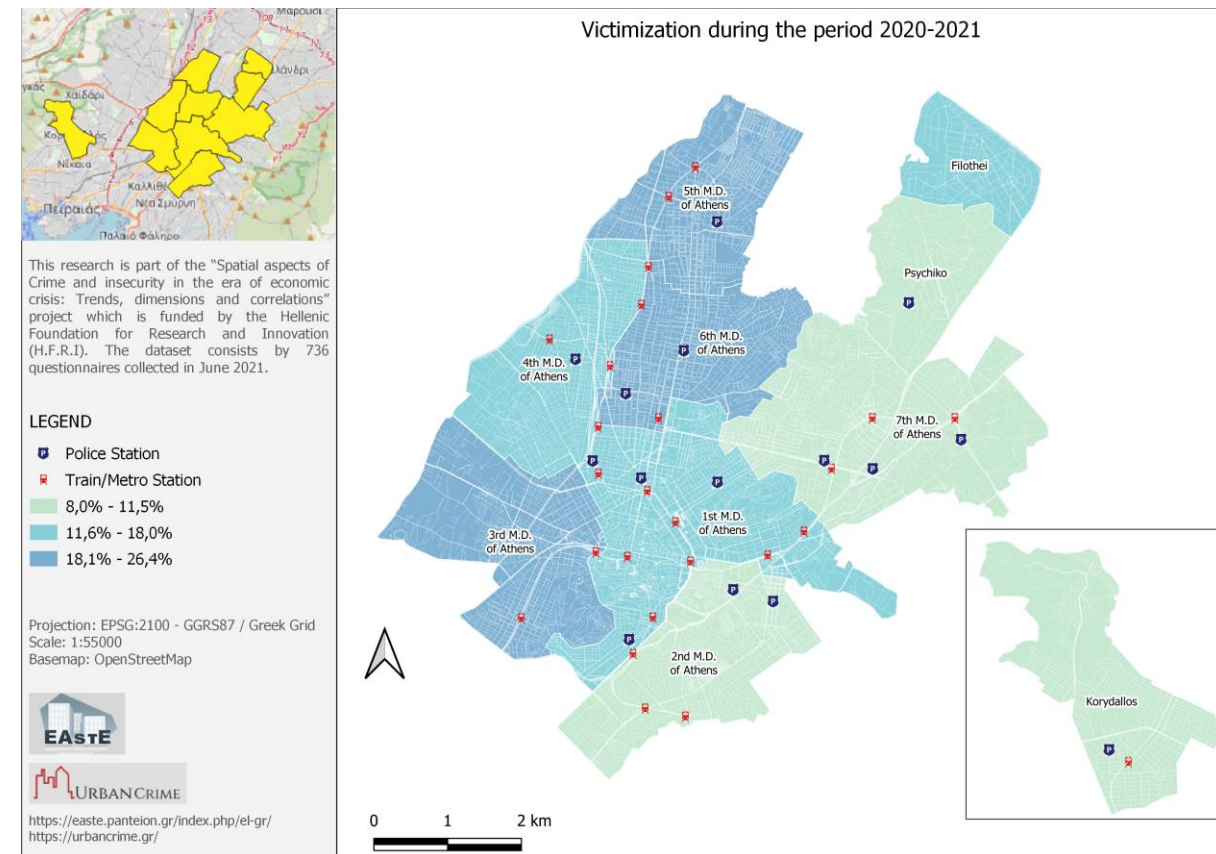 Victimization during the period 2020-2021
Μαρούσι
Χαϊδάρι
Νίκαια
Πειραιάς
Νέα Σμύρνη
Παλαιό Φάληρο
This research is part of the “Spatial aspects of
Crime and insecurity in the era of economic
crisis: Trends, dimensions and correlations”
project which is funded by the Hellenic
Foundation for Research and Innovation
(H.F.R.I). The dataset consists by 736
questionnaires collected in June 2021.
LEGEND
Police Station
Train/Metro Station
8,0% - 11,5%
11,6% - 18,0%
18,1% - 26,4%
Projection: EPSG:2100 - GGRS87 / Greek Grid
Scale: 1:55000
Basemap: OpenStreetMap
EASTE
URBANCRIME
https://easte.panteion.gr/index.php/el-gr/
https://urbancrime.gr/
Filothei
5th M.D.
of Athens
Psychiko
6th M.D.
of Athens
4th M.D.
of Athens
7th M.D.
of Athens
1st M.D.
of Athens
3rd M.D.
of Athens
2nd M.D.
of Athens
Korydallos
0 1 2 km